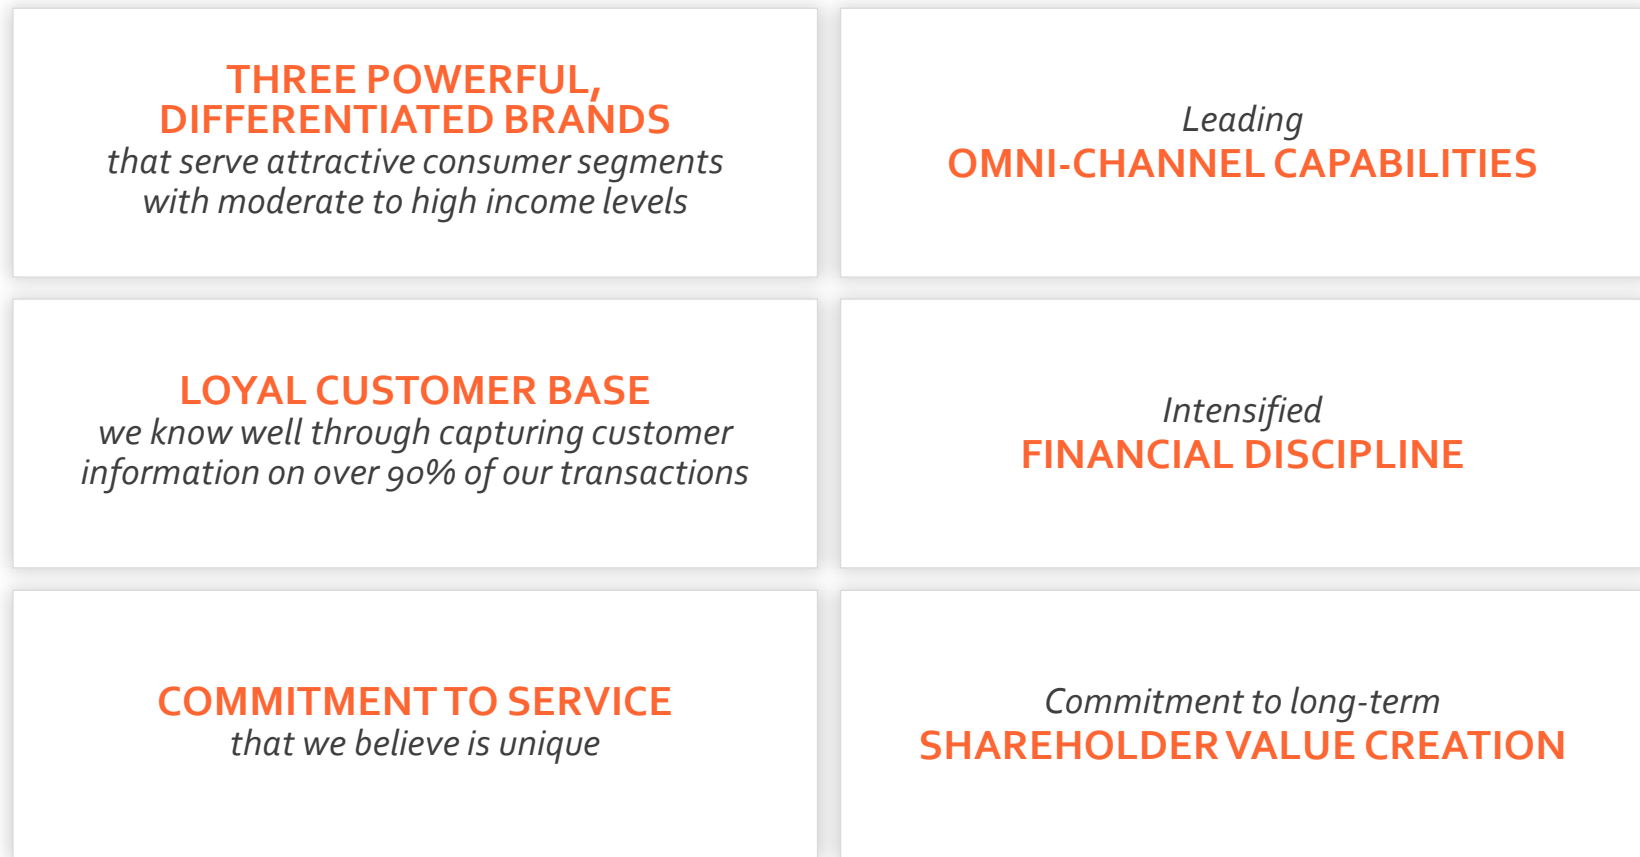 THREE POWERFUL,
DIFFERENTIATED BRANDS
that serve attractive consumer segments
with moderate to high income levels
Leading
OMNI-CHANNEL CAPABILITIES
LOYAL CUSTOMER BASE
we know well through capturing customer
information on over 90% of our transactions
Intensified
FINANCIAL DISCIPLINE
COMMITMENT TO SERVICE
that we believe is unique
Commitment to long-term
SHAREHOLDER VALUE CREATION